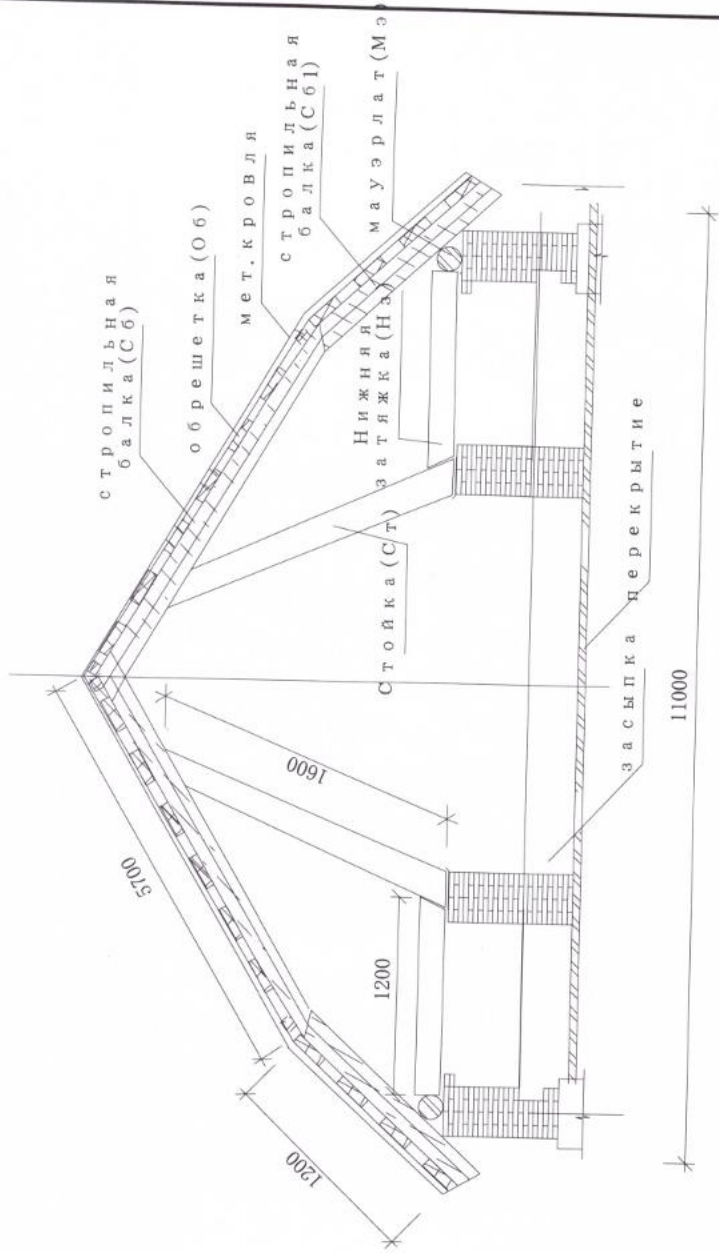 стропильная
балка(Сб)
обрешетка(Об)
мет.кровля
стропильная
балка(Сб1)
мауэрлат(Мэ
Нижняя
затяжка(Нз)
Стойка(Ст)
5700
1600
1200
1200
засыпка
перекрытие
11000